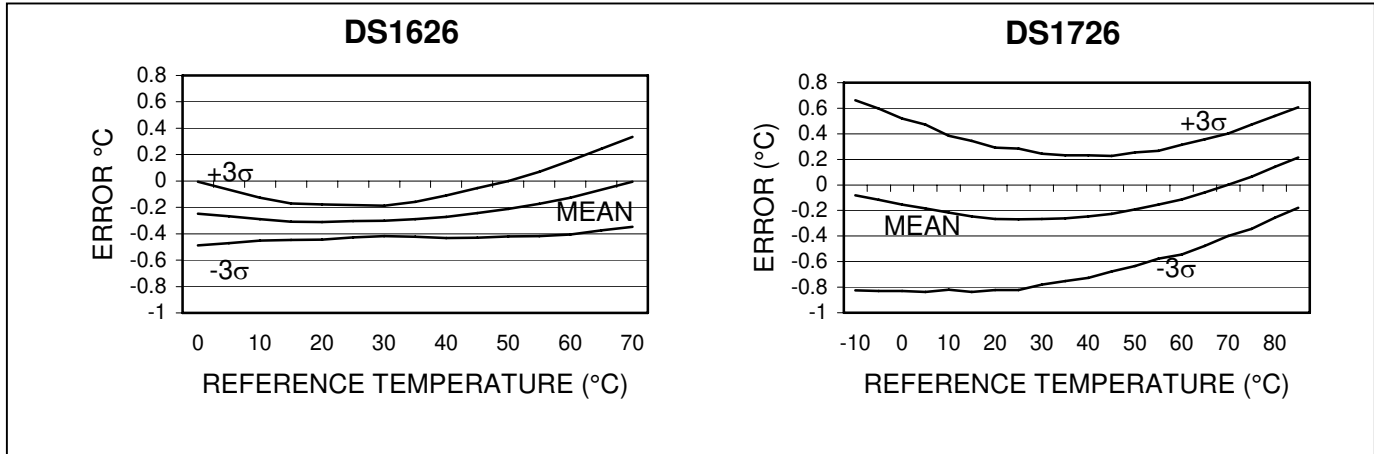 DS1626
0.8
0.6
0.4
0.2
0
-0.2
-0.4
-0.6
-0.8
-1
ERROR °C
+3σ
MEAN
-3σ
0 10 20 30 40 50 60 70
REFERENCE TEMPERATURE (°C)
DS1726
0.8
0.6
0.4
0.2
0
-0.2
-0.4
-0.6
-0.8
-1
ERROR (°C)
+3σ
MEAN
-3σ
-10 0 10 20 30 40 50 60 70 80
REFERENCE TEMPERATURE (°C)